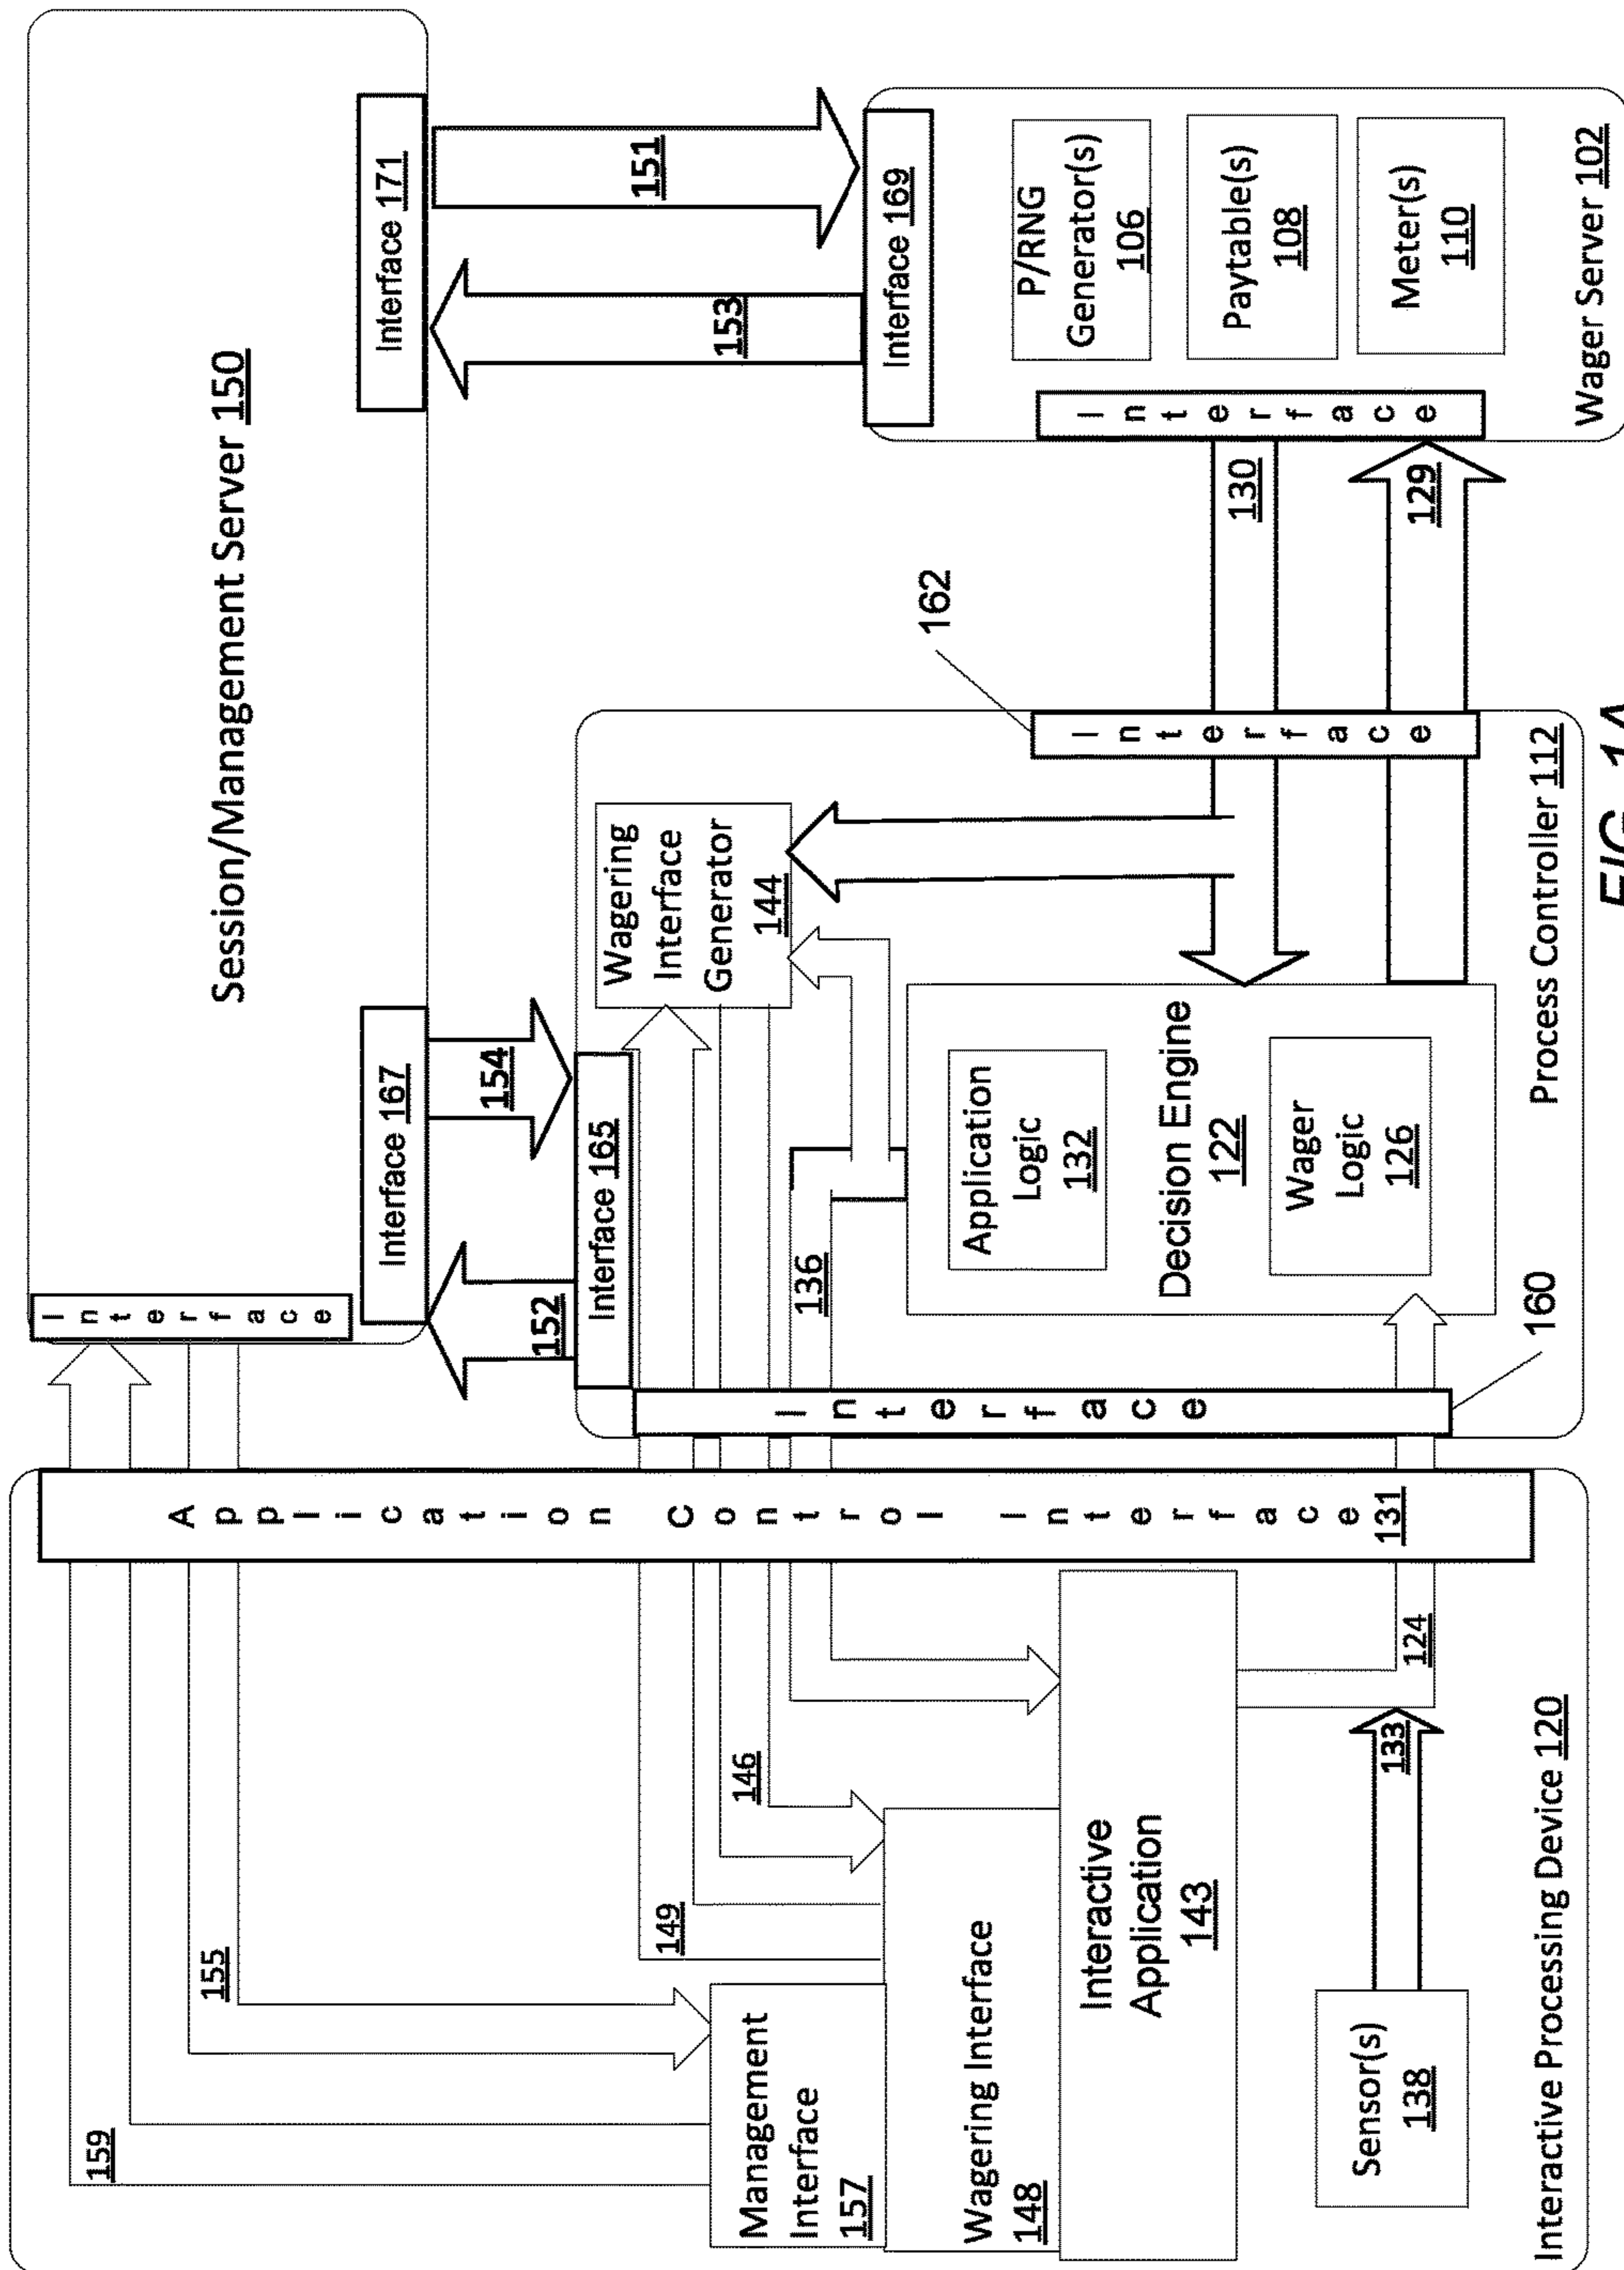 Session/Management Server 150
Interface
Interface 167
Interface 171
159
155
152
154
153
151
Interface 165
Interface 169
Application Control Interface 131
Interface
160
Interface
162
Interface
149
146
136
Management
Interface
157
Wagering Interface
148
Interactive
Application
143
Sensor(s)
138
133
124
Interactive Processing Device 120
Wagering
Interface
Generator
144
Application
Logic
132
Decision Engine
122
Wager
Logic
126
Process Controller 112
130
129
P/RNG
Generator(s)
106
Paytable(s)
108
Meter(s)
110
Wager Server 102
FIG. 1A